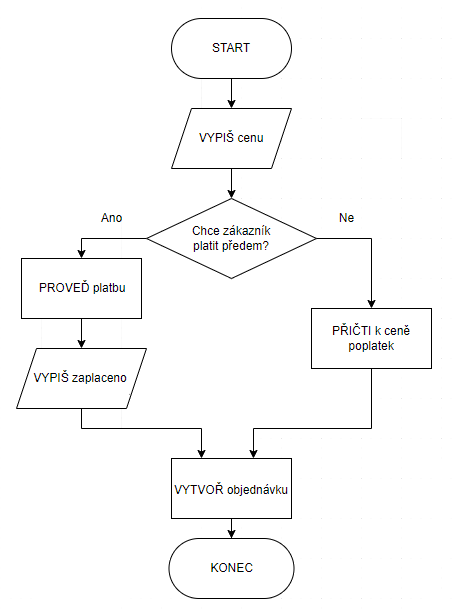 START
VYPIŠ cenu
Chce zákazník
platit předem?
Ano
Ne
PROVEĎ platbu
PŘIČTI k ceně
poplatek
VYPIŠ zaplaceno
VYTVOŘ objednávku
KONEC